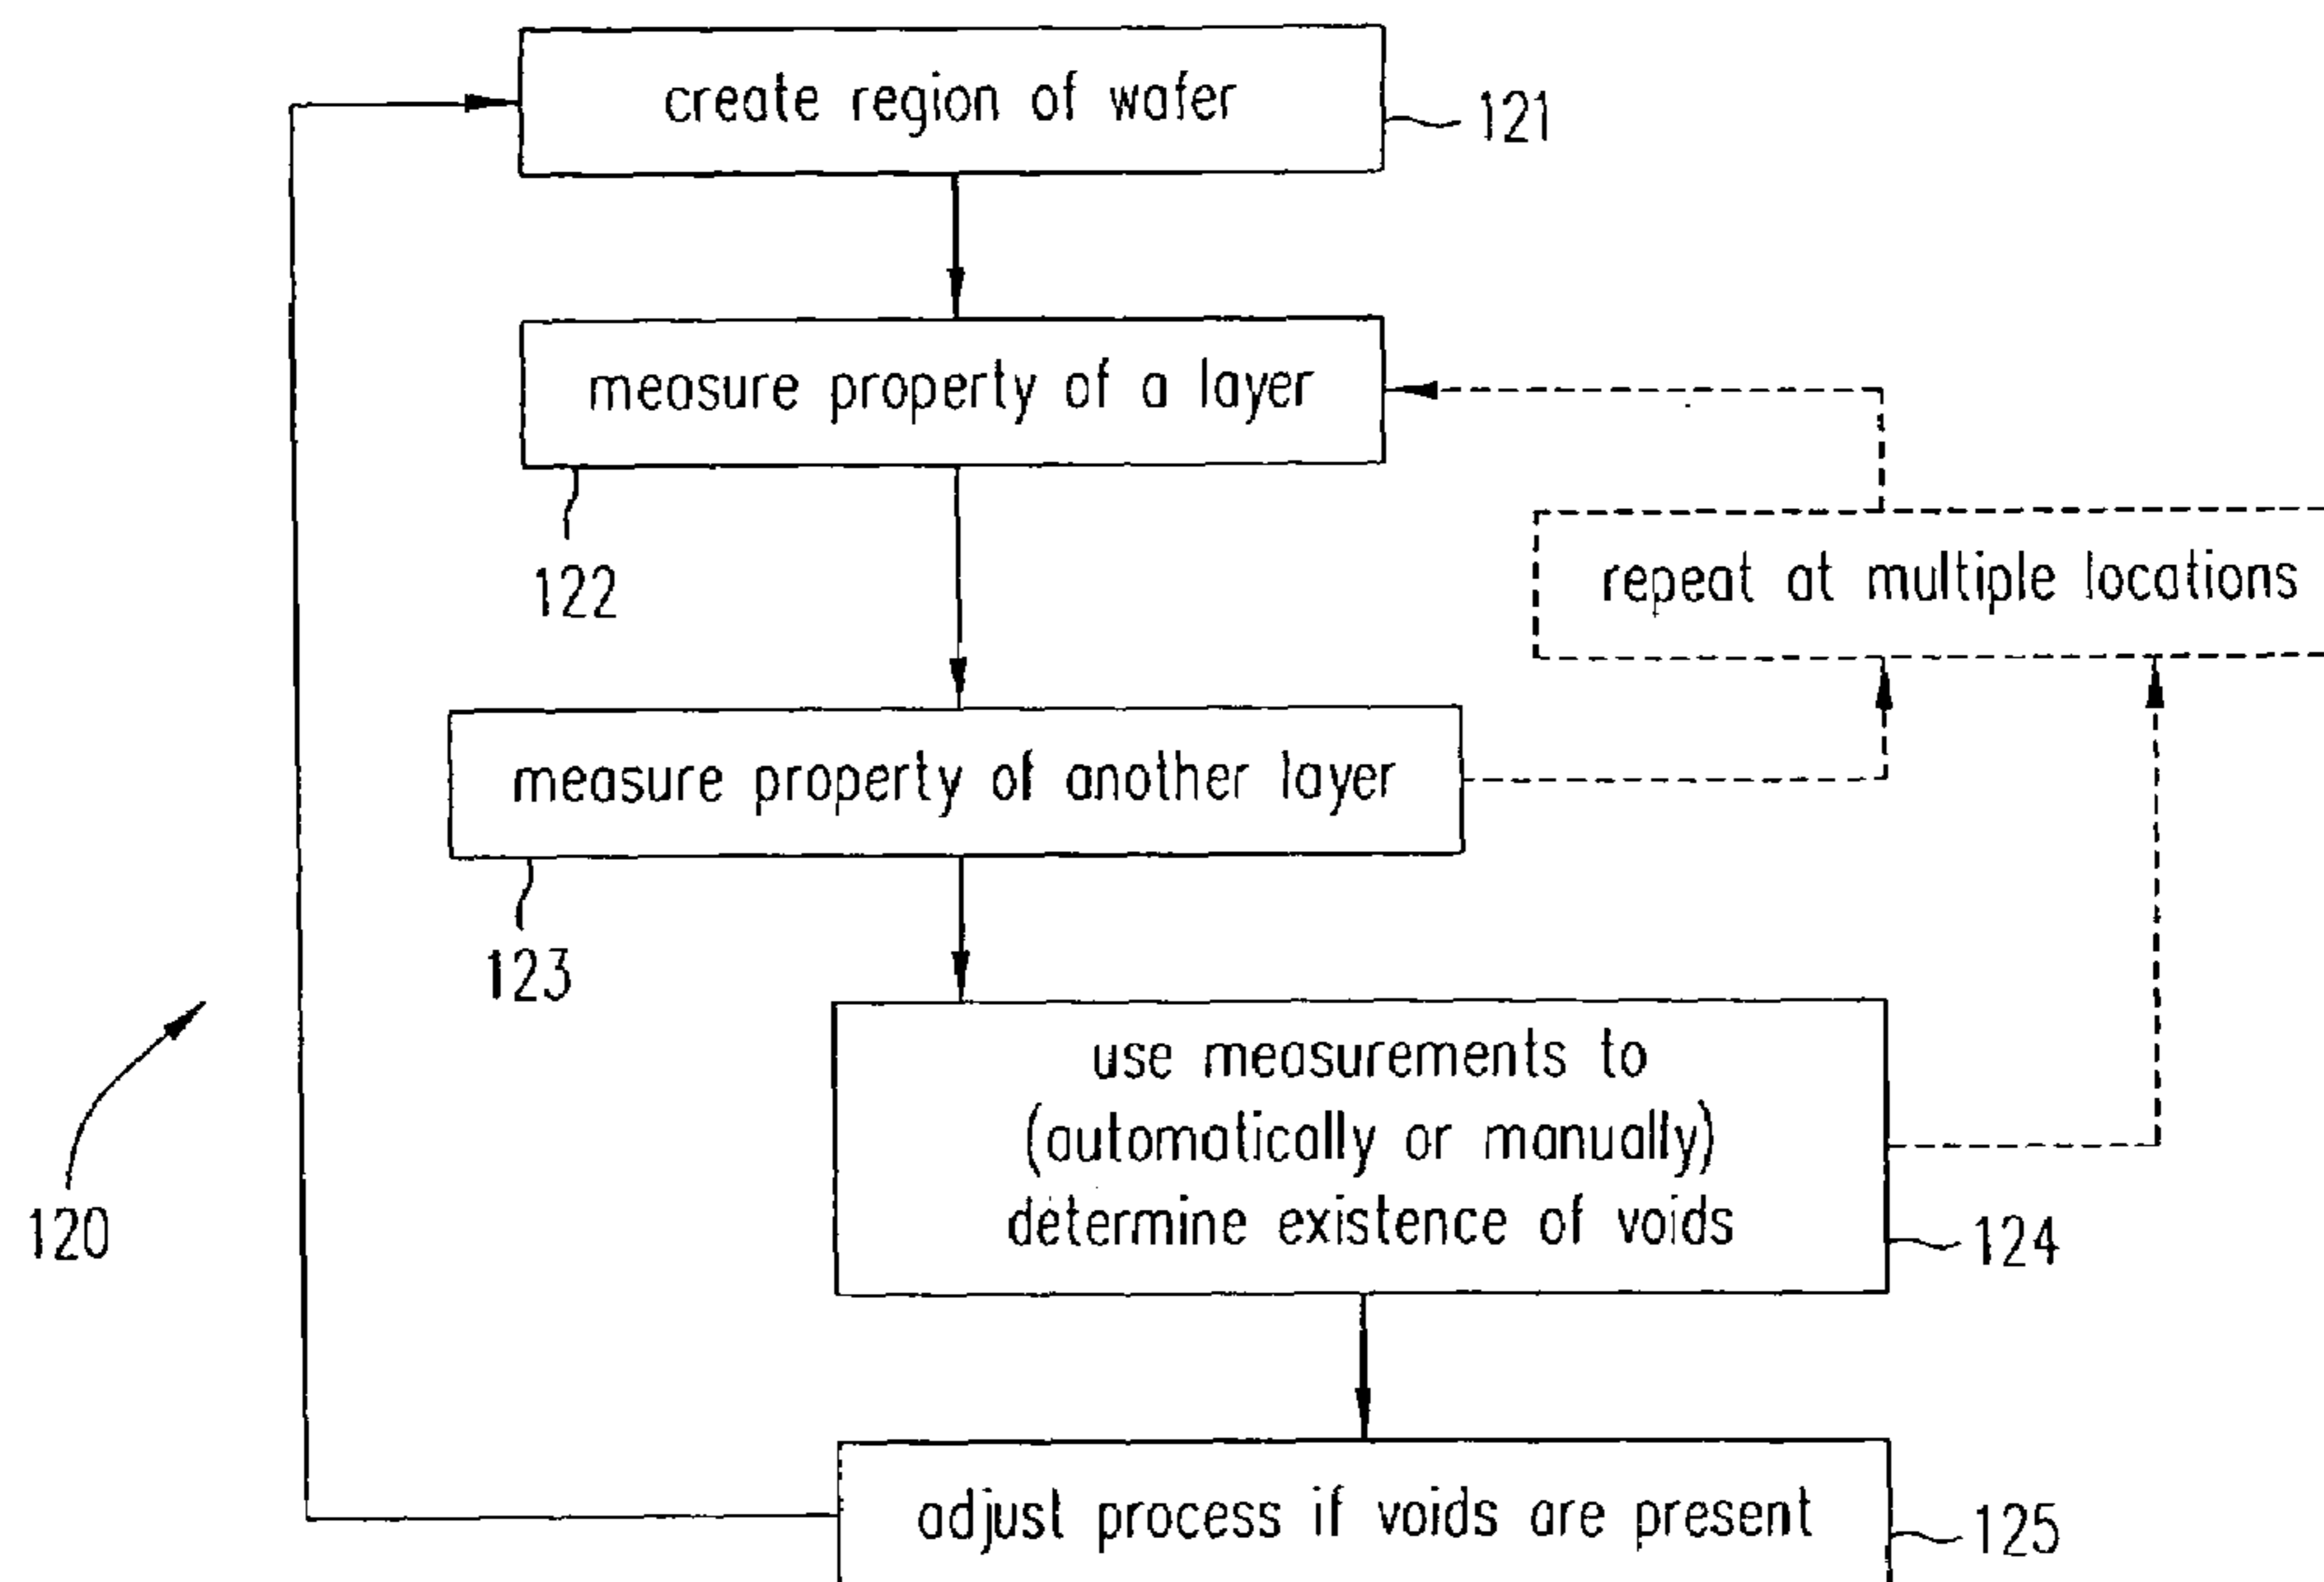 create region of wafer
121
measure property of a layer
122
repeat at multiple locations
measure property of another layer
123
use measurements to
(automatically or manually)
determine existence of voids
124
120
adjust process if voids are present
125